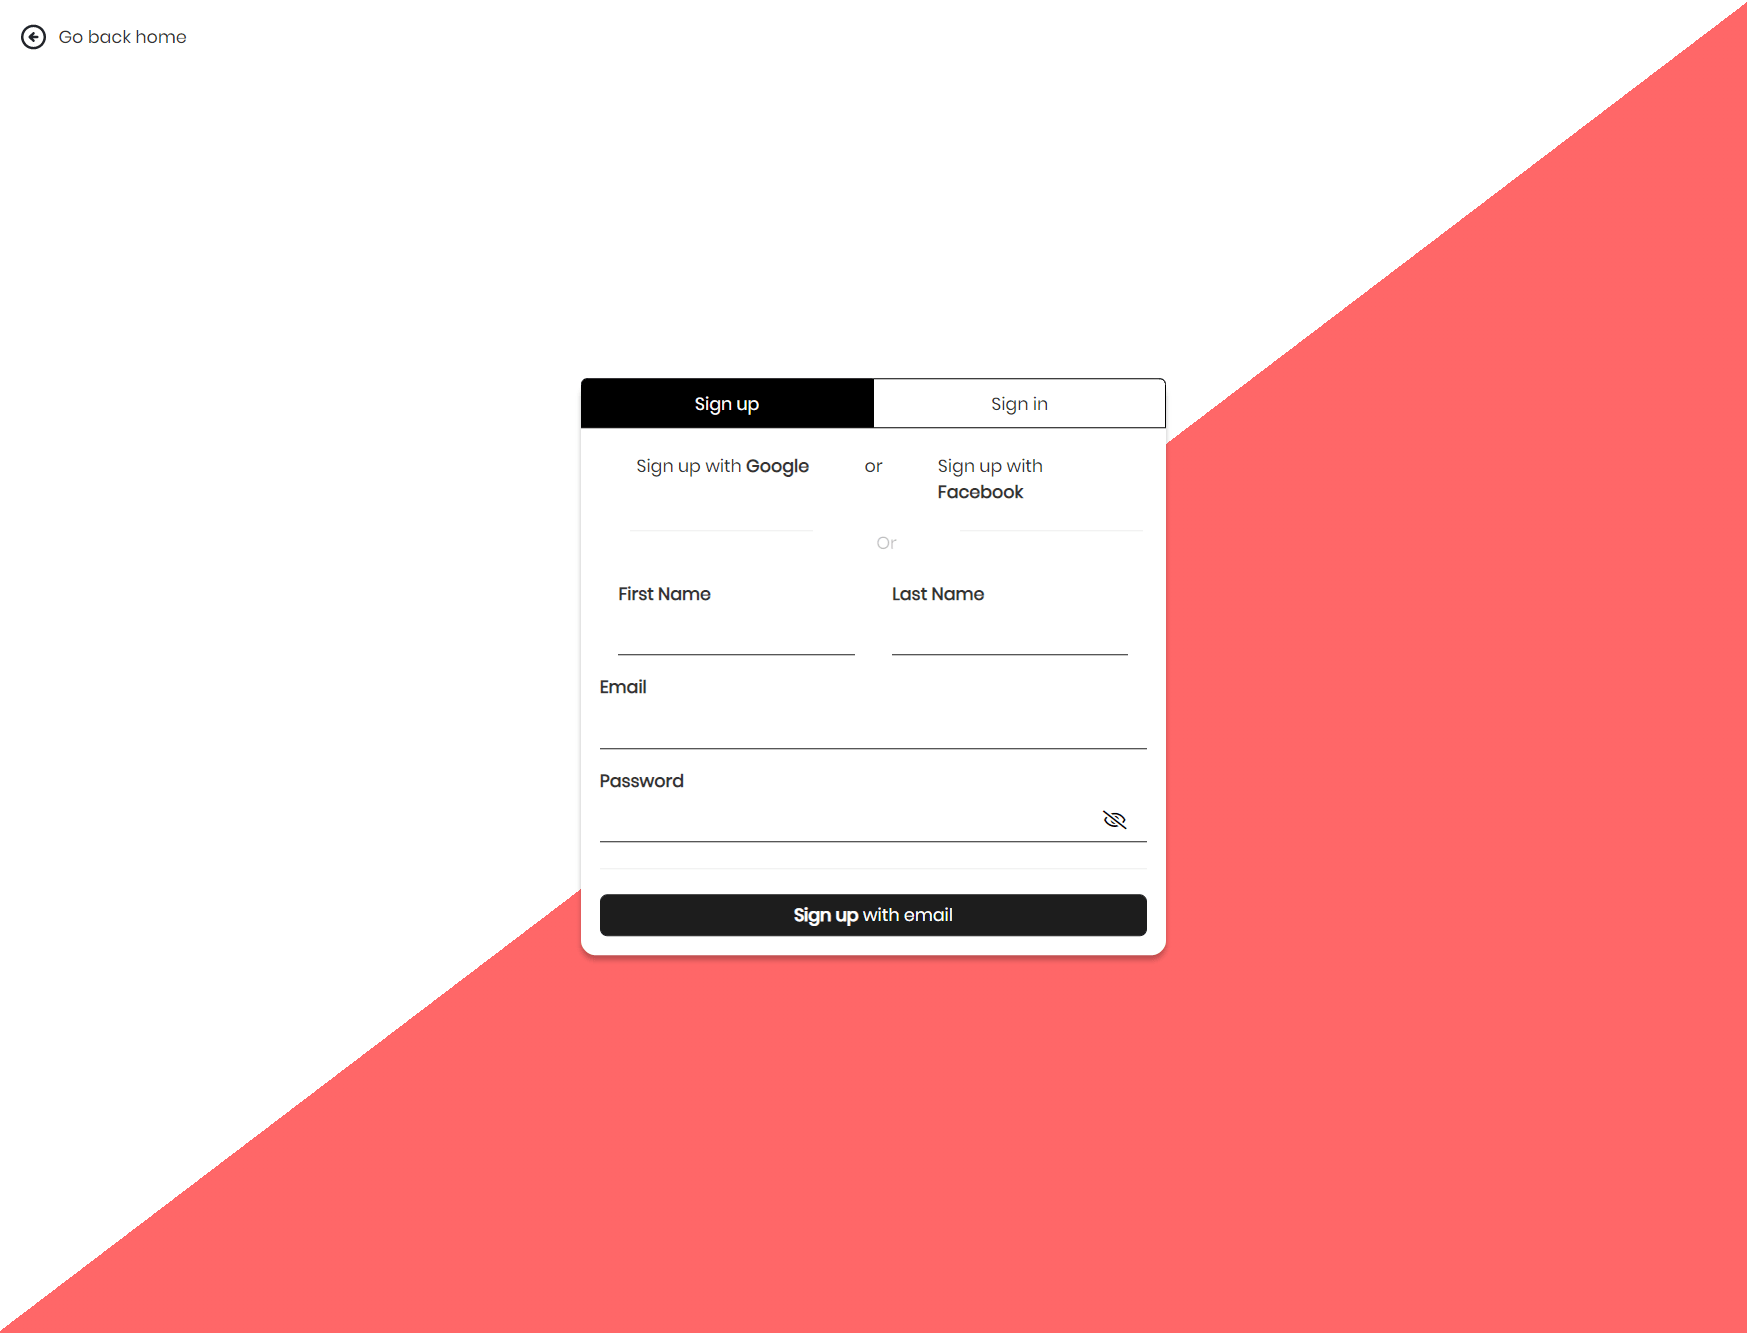 Go back home
Sign up
Sign in
Sign up with Google
or
Sign up with
Facebook
Or
First Name
Last Name
Email
Password
Sign up with email